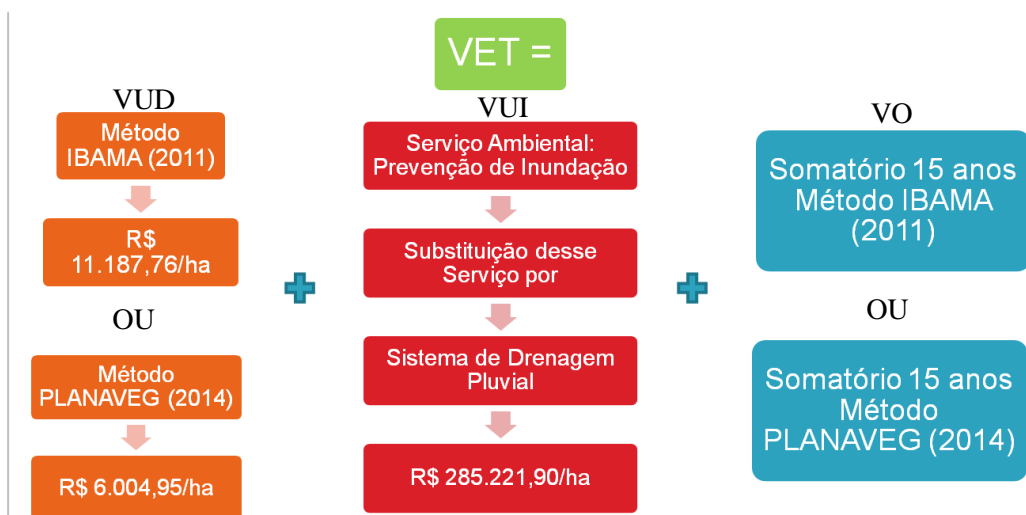 VET =
VUD
Método
IBAMA (2011)
R$
11.187,76/ha
OU
Método
PLANAVEG (2014)
R$ 6.004,95/ha
VUI
Serviço Ambiental:
Prevenção de Inundação
Substituição desse
Serviço por
Sistema de Drenagem
Pluvial
R$ 285.221,90/ha
VO
Somatório 15 anos
Método IBAMA
(2011)
OU
Somatório 15 anos
Método
PLANAVEG (2014)